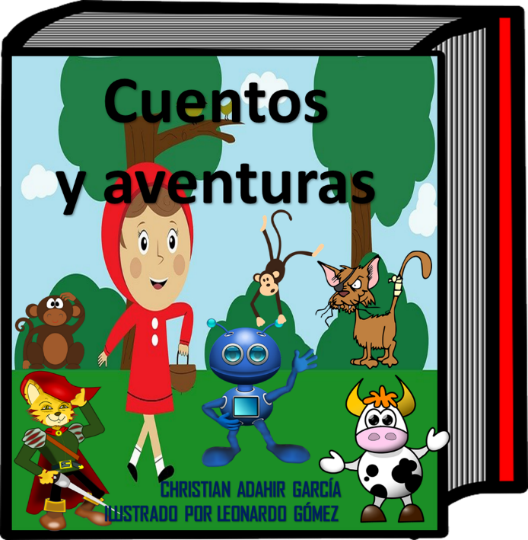 Cuentos
y aventuras
CHRISTIAN ADAHIR GARCÍA
ILUSTRADO POR LEONARDO GÓMEZ